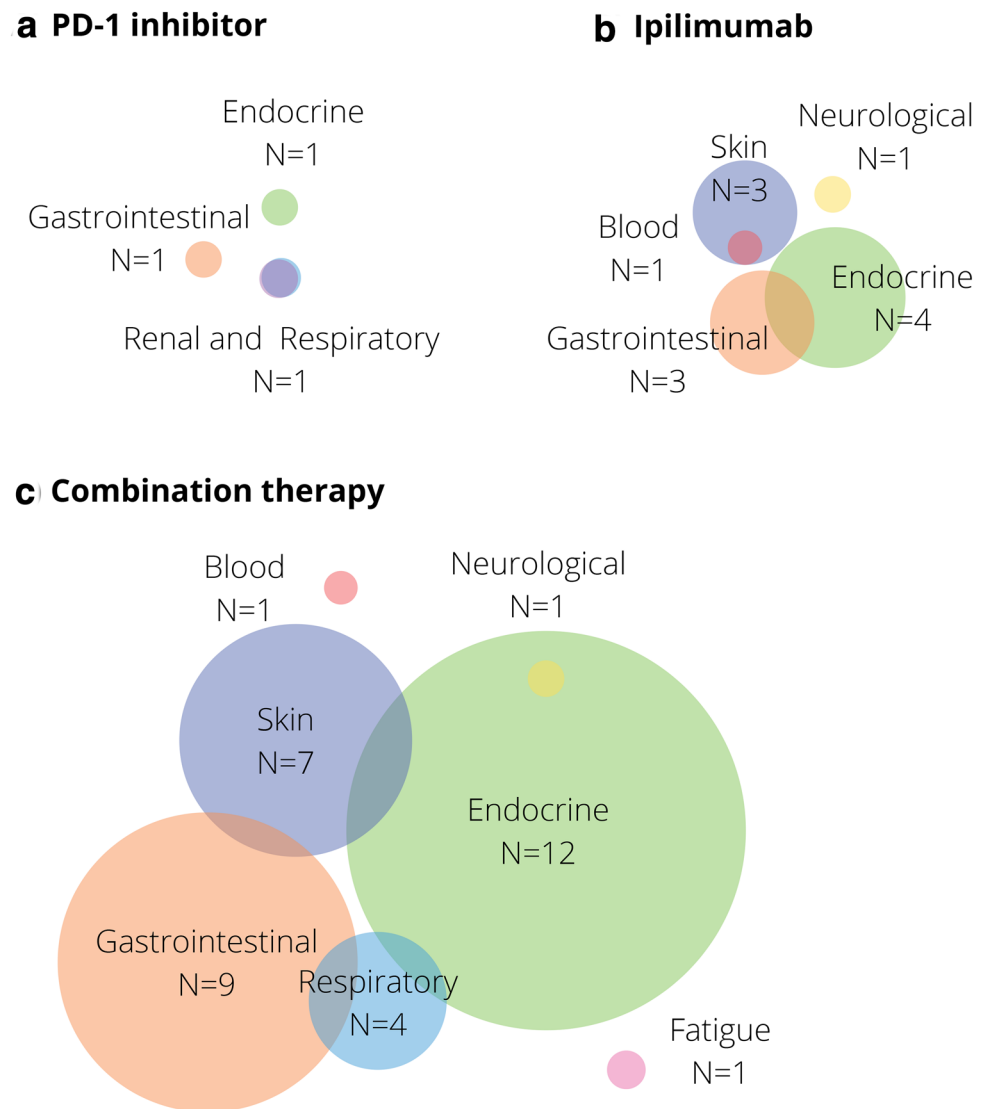 a PD-1 inhibitor
Endocrine
N=1
Gastrointestinal
N=1
Renal and Respiratory
N=1
b Ipilimumab
Neurological
N=1
Skin
N=3
Blood
N=1
Endocrine
N=4
Gastrointestinal
N=3
c Combination therapy
Blood
N=1
Neurological
N=1
Skin
N=7
Endocrine
N=12
Gastrointestinal
N=9
Respiratory
N=4
Fatigue
N=1